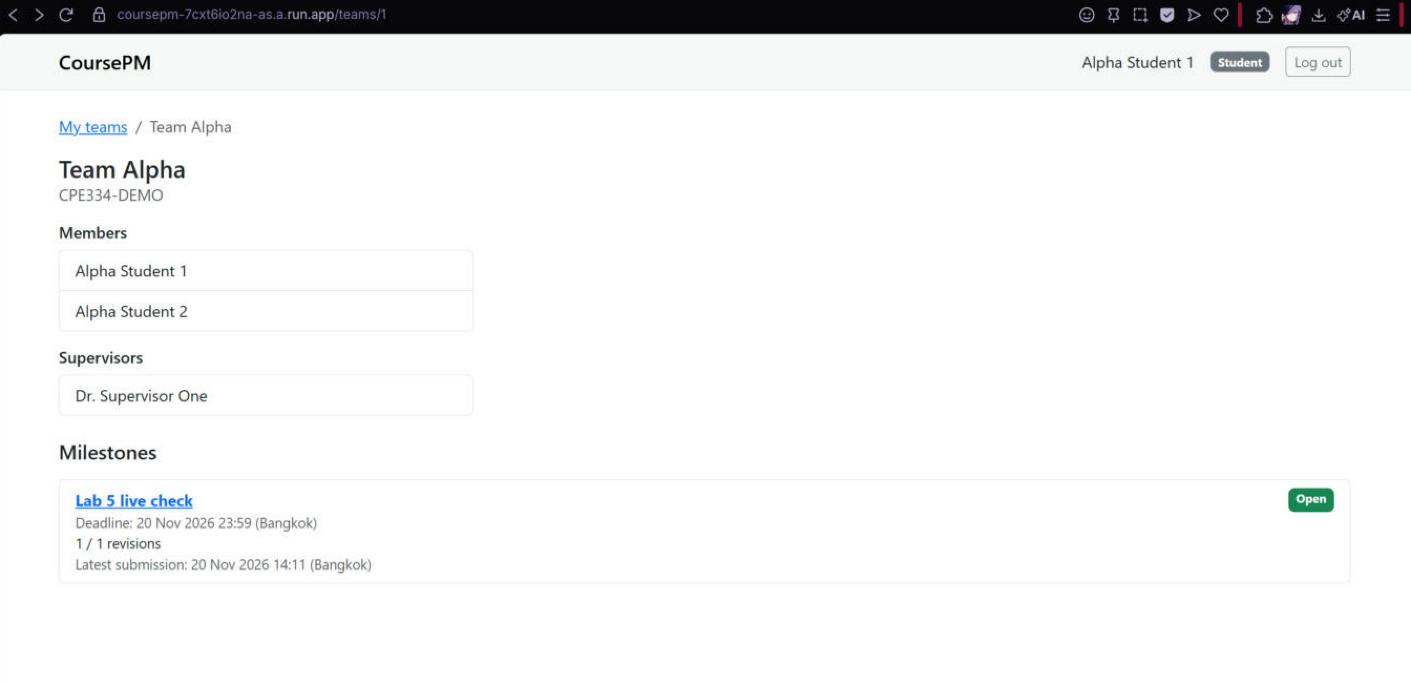 coursepm-7cxt6io2na-as.a.run.app/teams/1
AI
CoursePM
Alpha Student 1
Student
Log out
My teams / Team Alpha
Team Alpha
CPE334-DEMO
Members
Alpha Student 1
Alpha Student 2
Supervisors
Dr. Supervisor One
Milestones
Lab 5 live check
Open
Deadline: 20 Nov 2026 23:59 (Bangkok)
1 / 1 revisions
Latest submission: 20 Nov 2026 14:11 (Bangkok)